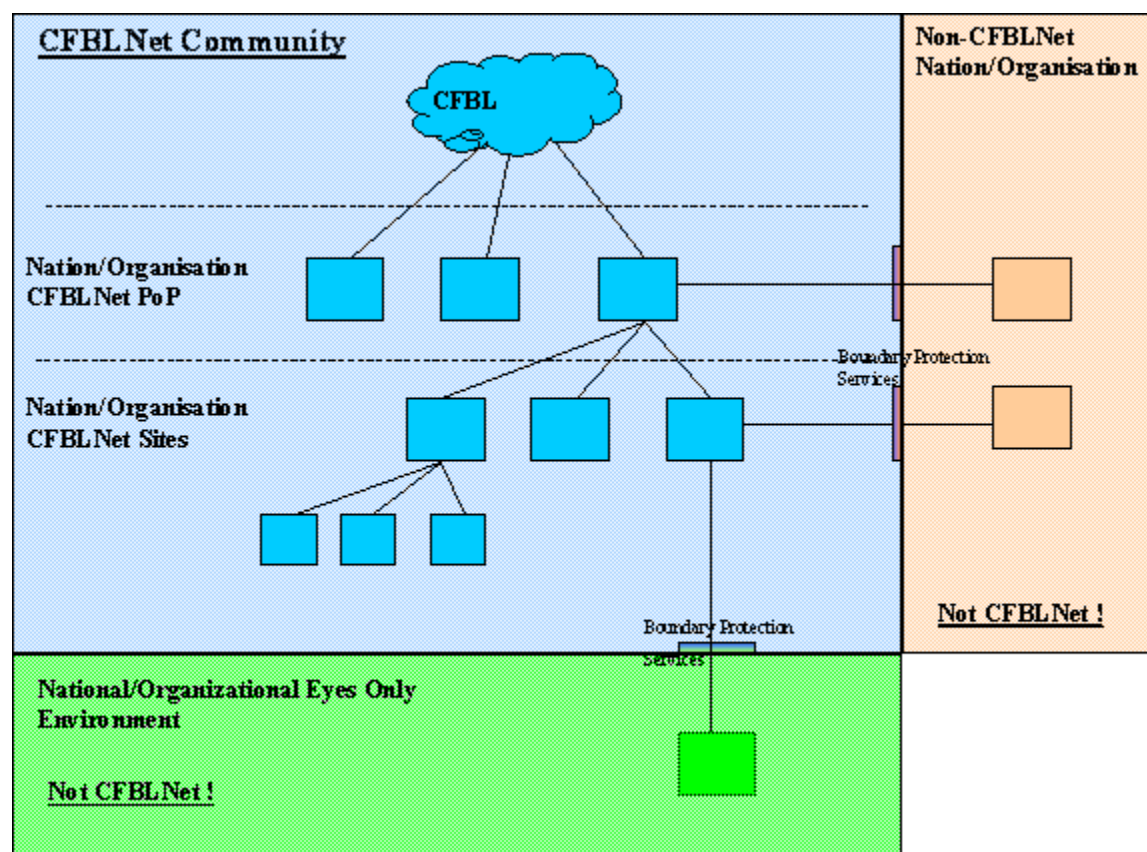 CFBLNet Community
Non-CFBLNet
Nation/Organisation
CFBL
Nation/Organisation
CFBLNet PoP
Boundary Protection
Services
Nation/Organisation
CFBLNet Sites
Not CFBLNet !
Boundary Protection
Services
National/Organizational Eyes Only
Environment
Not CFBLNet !